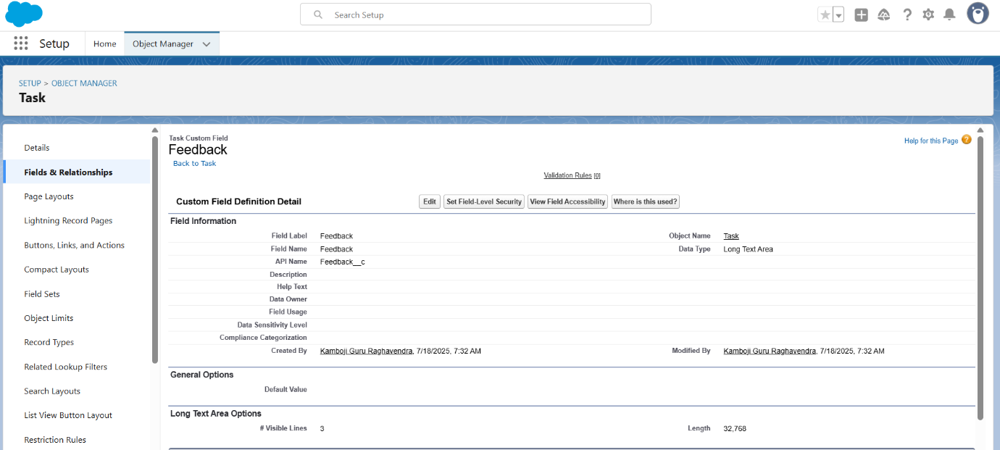 Search Setup
Setup
Home
Object Manager
SETUP > OBJECT MANAGER
Task
Details
Fields & Relationships
Page Layouts
Lightning Record Pages
Buttons, Links, and Actions
Compact Layouts
Field Sets
Object Limits
Record Types
Related Lookup Filters
Search Layouts
List View Button Layout
Restriction Rules
Task Custom Field
Feedback
Back to Task
Help for this Page ?
Validation Rules [0]
Custom Field Definition Detail Edit Set Field-Level Security View Field Accessibility Where is this used?
Field Information
Field Label Feedback Object Name Task
Field Name Feedback Data Type Long Text Area
API Name Feedback__c
Description
Help Text
Data Owner
Field Usage
Data Sensitivity Level
Compliance Categorization
Created By Kamboji Guru Raghavendra, 7/18/2025, 7:32 AM Modified By Kamboji Guru Raghavendra, 7/18/2025, 7:32 AM
General Options
Default Value
Long Text Area Options
# Visible Lines 3 Length 32,768